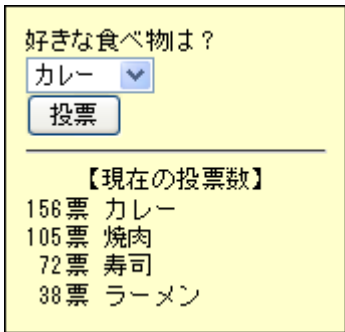 好きな食べ物は？
カレー
投票
【現在の投票数】
156票 カレー
105票 焼肉
72票 寿司
38票 ラーメン